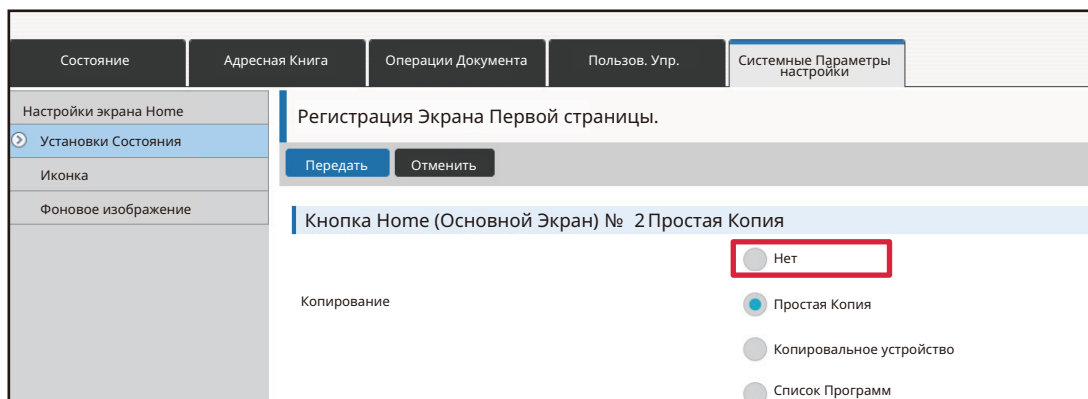 Состояние
Адресная Книга
Операции Документа
Пользов. Упр.
Системные Параметры
настройки
Настройки экрана Home
Установки Состояния
Иконка
Фоновое изображение
Регистрация Экрана Первой страницы.
Передать
Отменить
Кнопка Home (Основной Экран) № 2 Простая Копия
Нет
Копирование
Простая Копия
Копировальное устройство
Список Программ